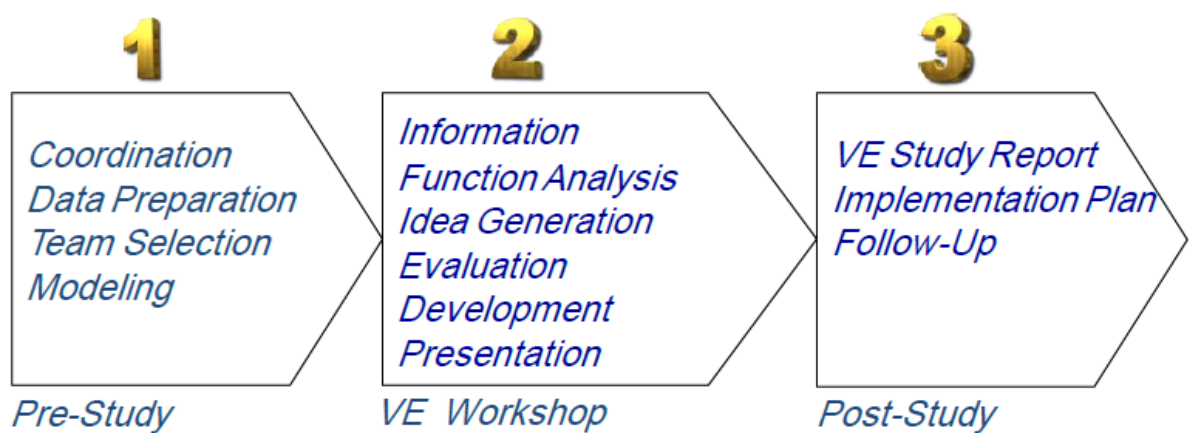 1
Coordination
Data Preparation
Team Selection
Modeling
Pre-Study
2
Information
Function Analysis
Idea Generation
Evaluation
Development
Presentation
VE Workshop
3
VE Study Report
Implementation Plan
Follow-Up
Post-Study